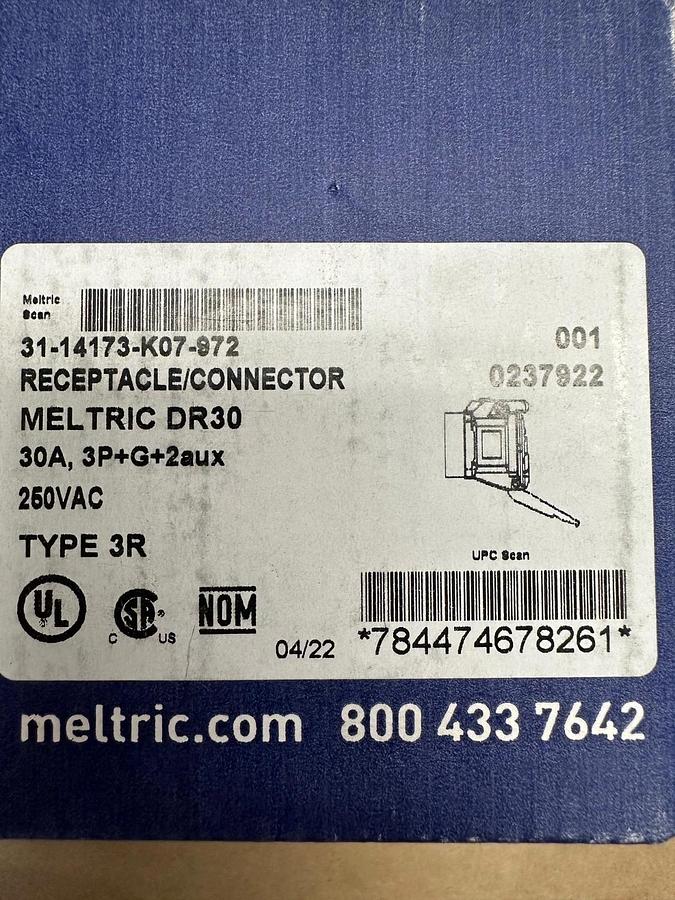 Meltric
Scan
31-14173-K07-972
RECEPTACLE/CONNECTOR
MELTRIC DR30
30A, 3P+G+2aux
250VAC
TYPE 3R
001
0237922
UPC Scan
UL
CSA®
C US
NOM
04/22
*784474678261*
meltric.com 800 433 7642